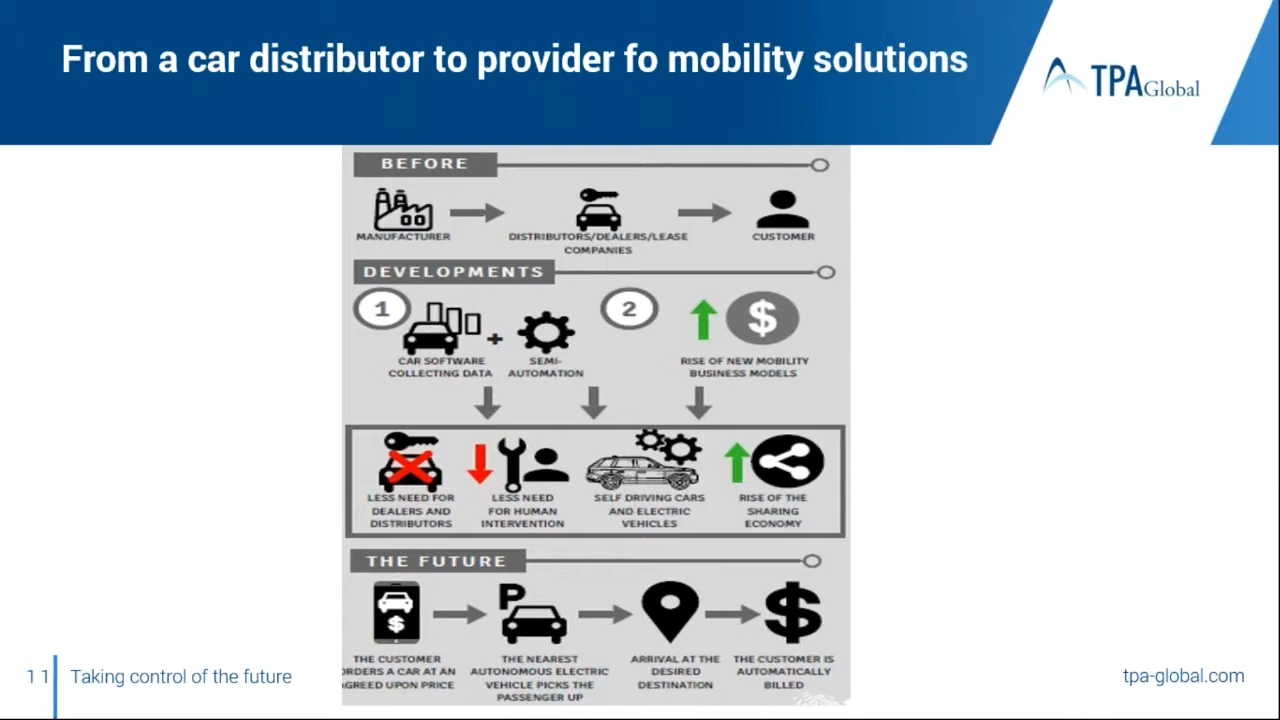 From a car distributor to provider fo mobility solutions
TPA Global
BEFORE
MANUFACTURER
DISTRIBUTORS/DEALERS/LEASE
COMPANIES
CUSTOMER
DEVELOPMENTS
1
2
$
+
CAR SOFTWARE
COLLECTING DATA
SEMI-
AUTOMATION
RISE OF NEW MOBILITY
BUSINESS MODELS
LESS NEED FOR
DEALERS AND
DISTRIBUTORS
LESS NEED
FOR HUMAN
INTERVENTION
SELF DRIVING CARS
AND ELECTRIC
VEHICLES
RISE OF THE
SHARING
ECONOMY
THE FUTURE
$
P
$
THE CUSTOMER
ORDERS A CAR AT AN
AGREED UPON PRICE
THE NEAREST
AUTONOMOUS ELECTRIC
VEHICLE PICKS THE
PASSENGER UP
ARRIVAL AT THE
DESIRED
DESTINATION
THE CUSTOMER IS
AUTOMATICALLY
BILLED
11
Taking control of the future
tpa-global.com